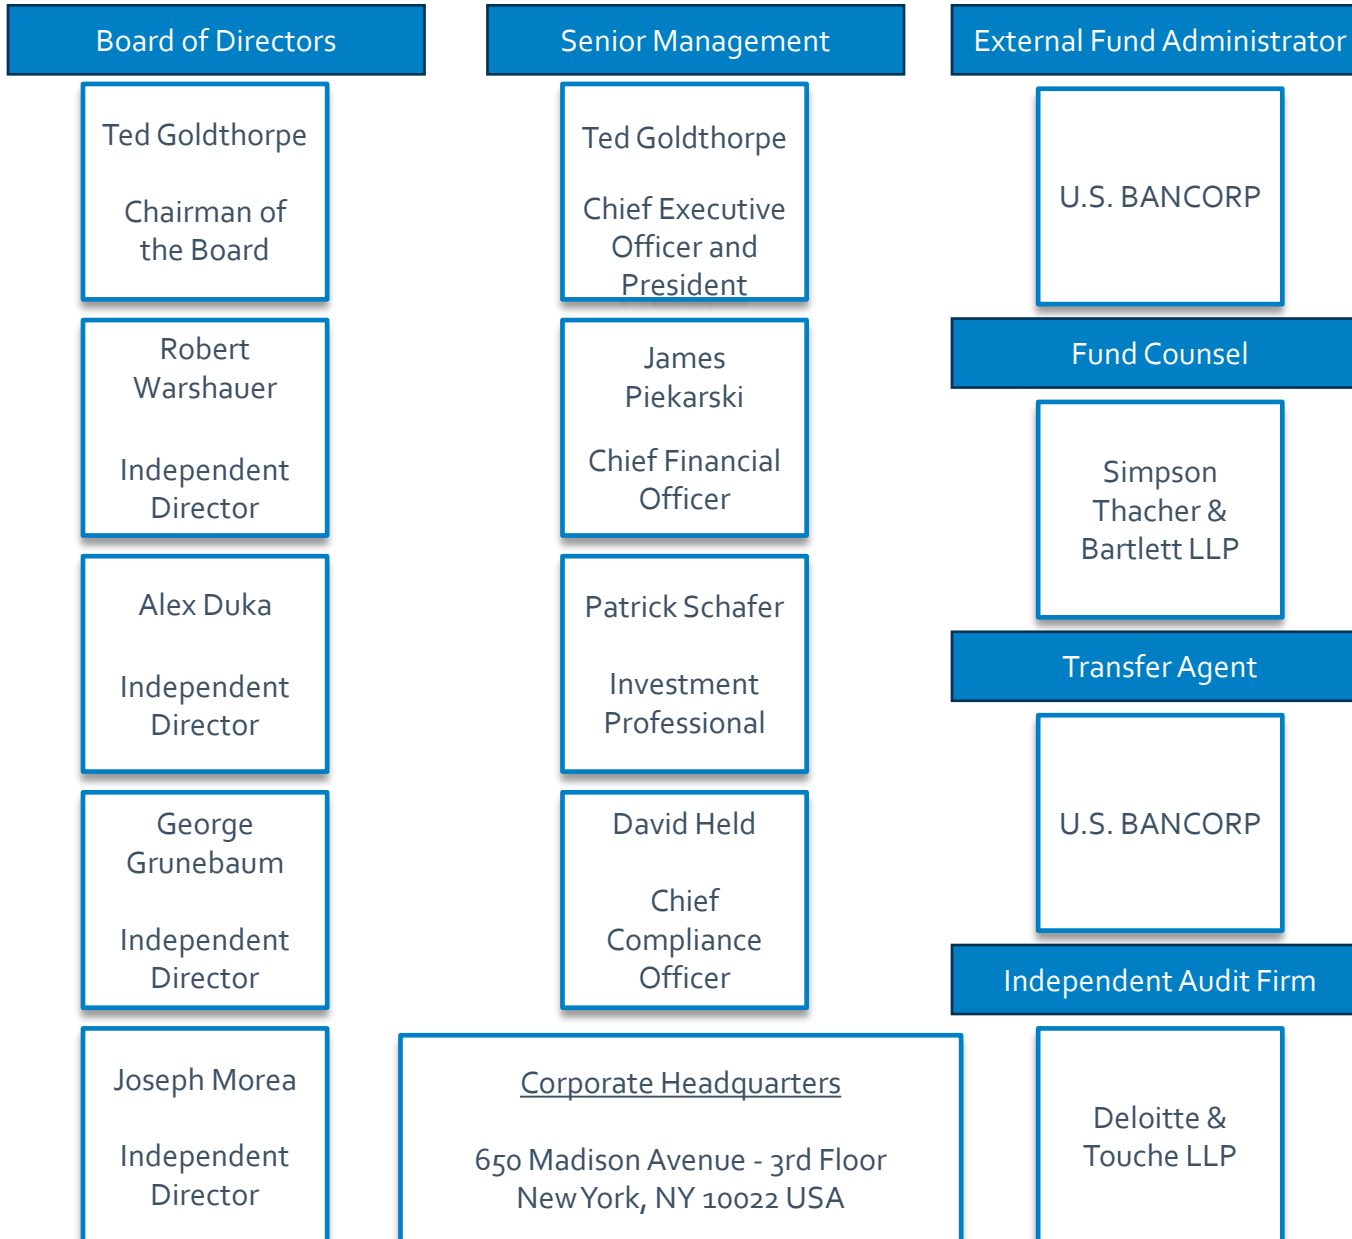 Board of Directors
Ted Goldthorpe
Chairman of
the Board
Robert
Warshauer
Independent
Director
Alex Duka
Independent
Director
George
Grunebaum
Independent
Director
Joseph Morea
Independent
Director
Senior Management
Ted Goldthorpe
Chief Executive
Officer and
President
James
Piekarski
Chief Financial
Officer
Patrick Schafer
Investment
Professional
David Held
Chief
Compliance
Officer
Corporate Headquarters
650 Madison Avenue - 3rd Floor
New York, NY 10022 USA
External Fund Administrator
U.S. BANCORP
Fund Counsel
Simpson
Thacher &
Bartlett LLP
Transfer Agent
U.S. BANCORP
Independent Audit Firm
Deloitte &
Touche LLP